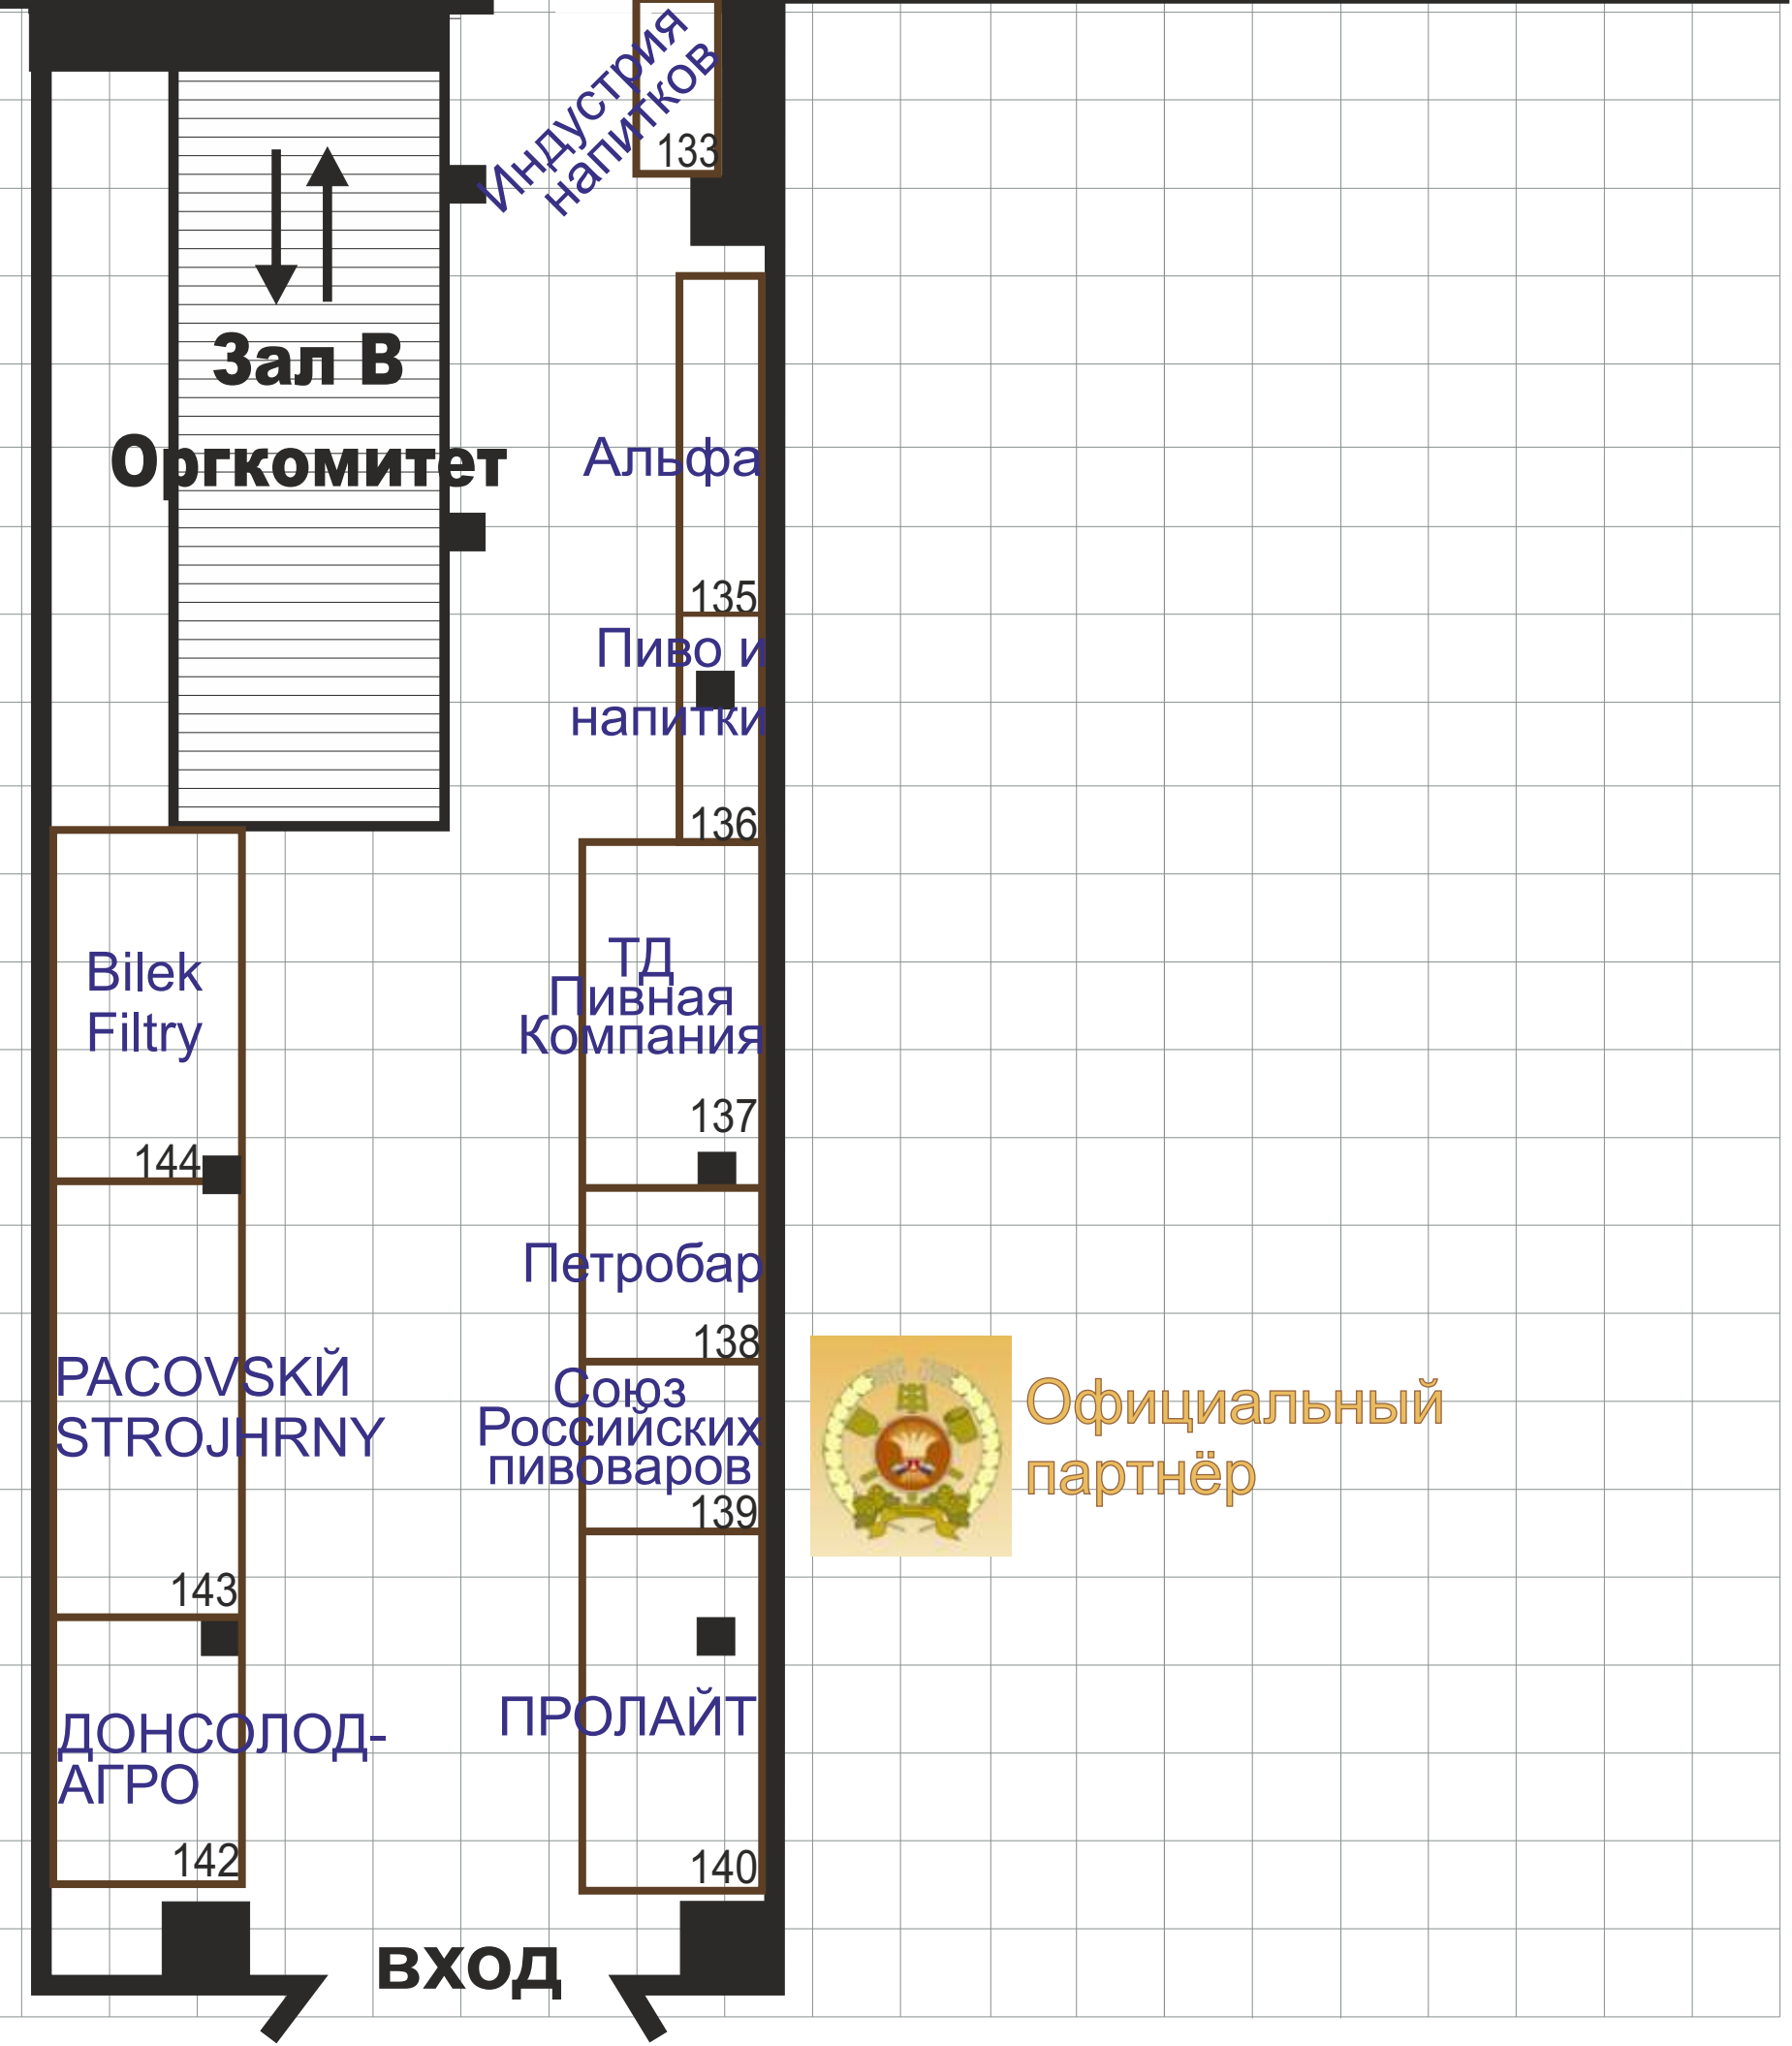 Индустрия
напитков
133
Зал В
Оргкомитет
Альфа
135
Пиво и
напитки
136
Bilek
Filtry
144
ТД
Пивная
Компания
137
Петробар
138
PACOVSKЙ
STROJHRNY
143
Союз
Российских
пивоваров
139
Официальный
партнёр
ПРОЛАЙТ
140
ДОНСОЛОД-
АГРО
142
вход